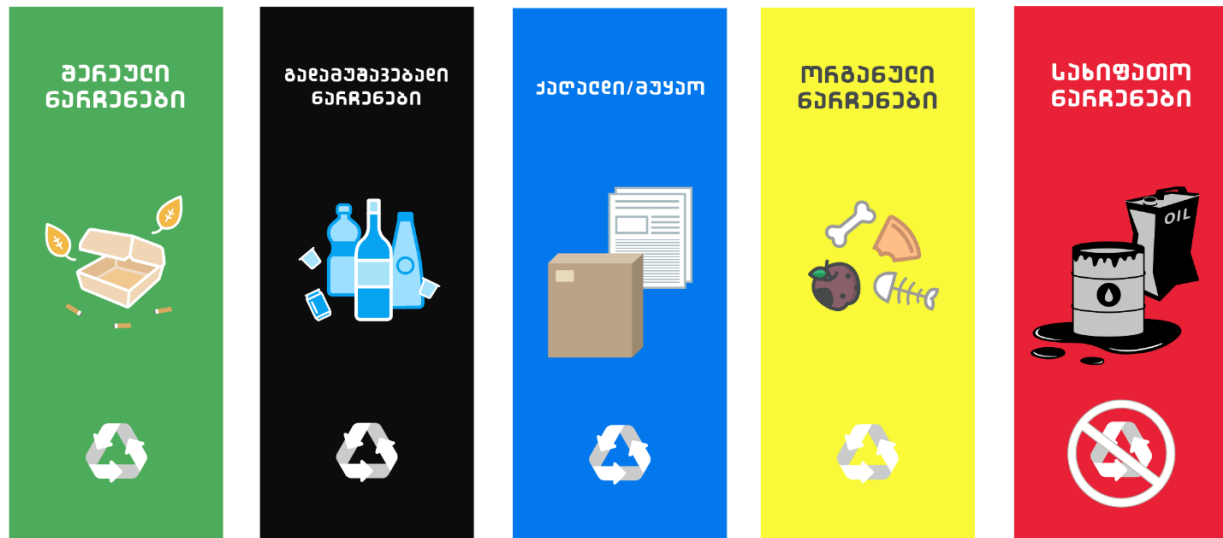 შერეული
ნარჩენები
გადამუშავებადი
ნარჩენები
ქაღალდი/მუყაო
ორგანული
ნარჩენები
სახიფათო
ნარჩენები
OIL